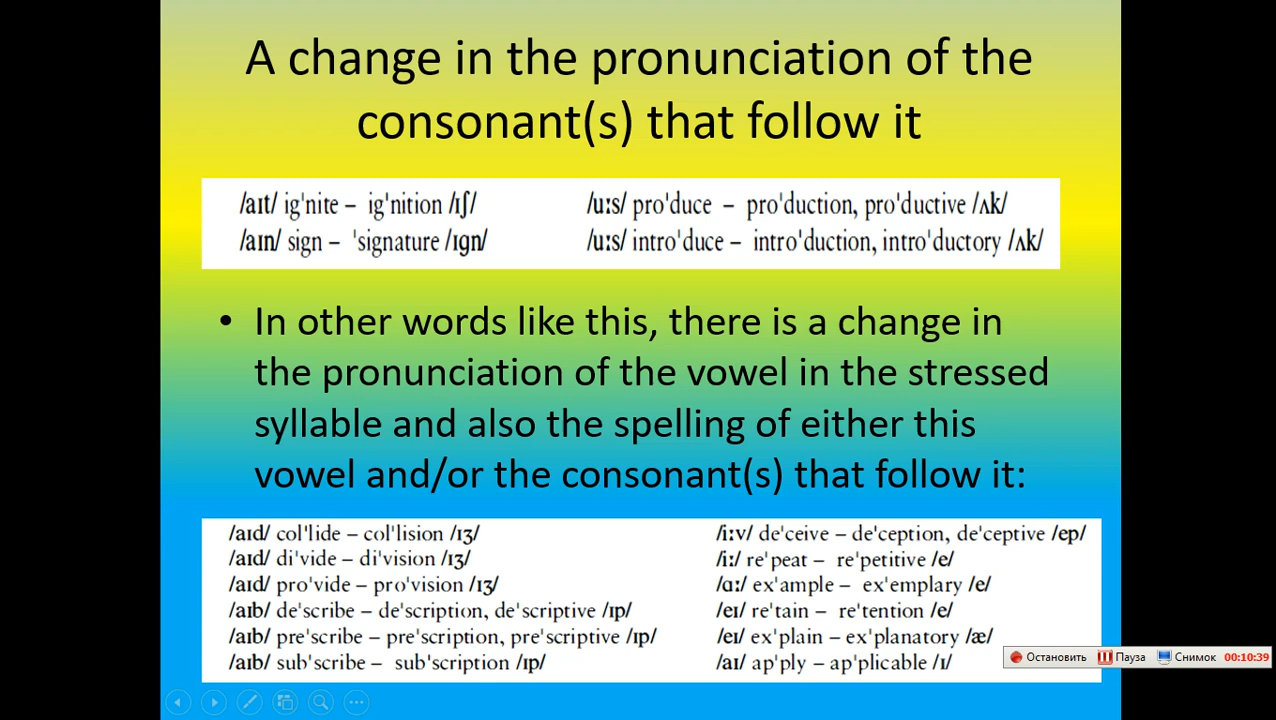 A change in the pronunciation of the
consonant(s) that follow it
/aɪt/ ig'nite – ig'nition /ɪʃ/
/aɪn/ sign – 'signature /ɪgn/
/uːs/ pro'duce – pro'duction, pro'ductive /ʌk/
/uːs/ intro'duce – intro'duction, intro'ductory /ʌk/
• In other words like this, there is a change in
the pronunciation of the vowel in the stressed
syllable and also the spelling of either this
vowel and/or the consonant(s) that follow it:
/aɪd/ col'lide – col'lision /ɪʒ/
/aɪd/ di'vide – di'vision /ɪʒ/
/aɪd/ pro'vide – pro'vision /ɪʒ/
/aɪb/ de'scribe – de'scription, de'scriptive /ɪp/
/aɪb/ pre'scribe – pre'scription, pre'scriptive /ɪp/
/aɪb/ sub'scribe – sub'scription /ɪp/
/iːv/ de'ceive – de'ception, de'ceptive /ep/
/iː/ re'peat – re'petitive /e/
/ɑː/ ex'ample – ex'emplary /e/
/eɪ/ re'tain – re'tention /e/
/eɪ/ ex'plain – ex'planatory /æ/
/aɪ/ ap'ply – ap'plicable /ɪ/
Остановить Пауза Снимок 00:10:39